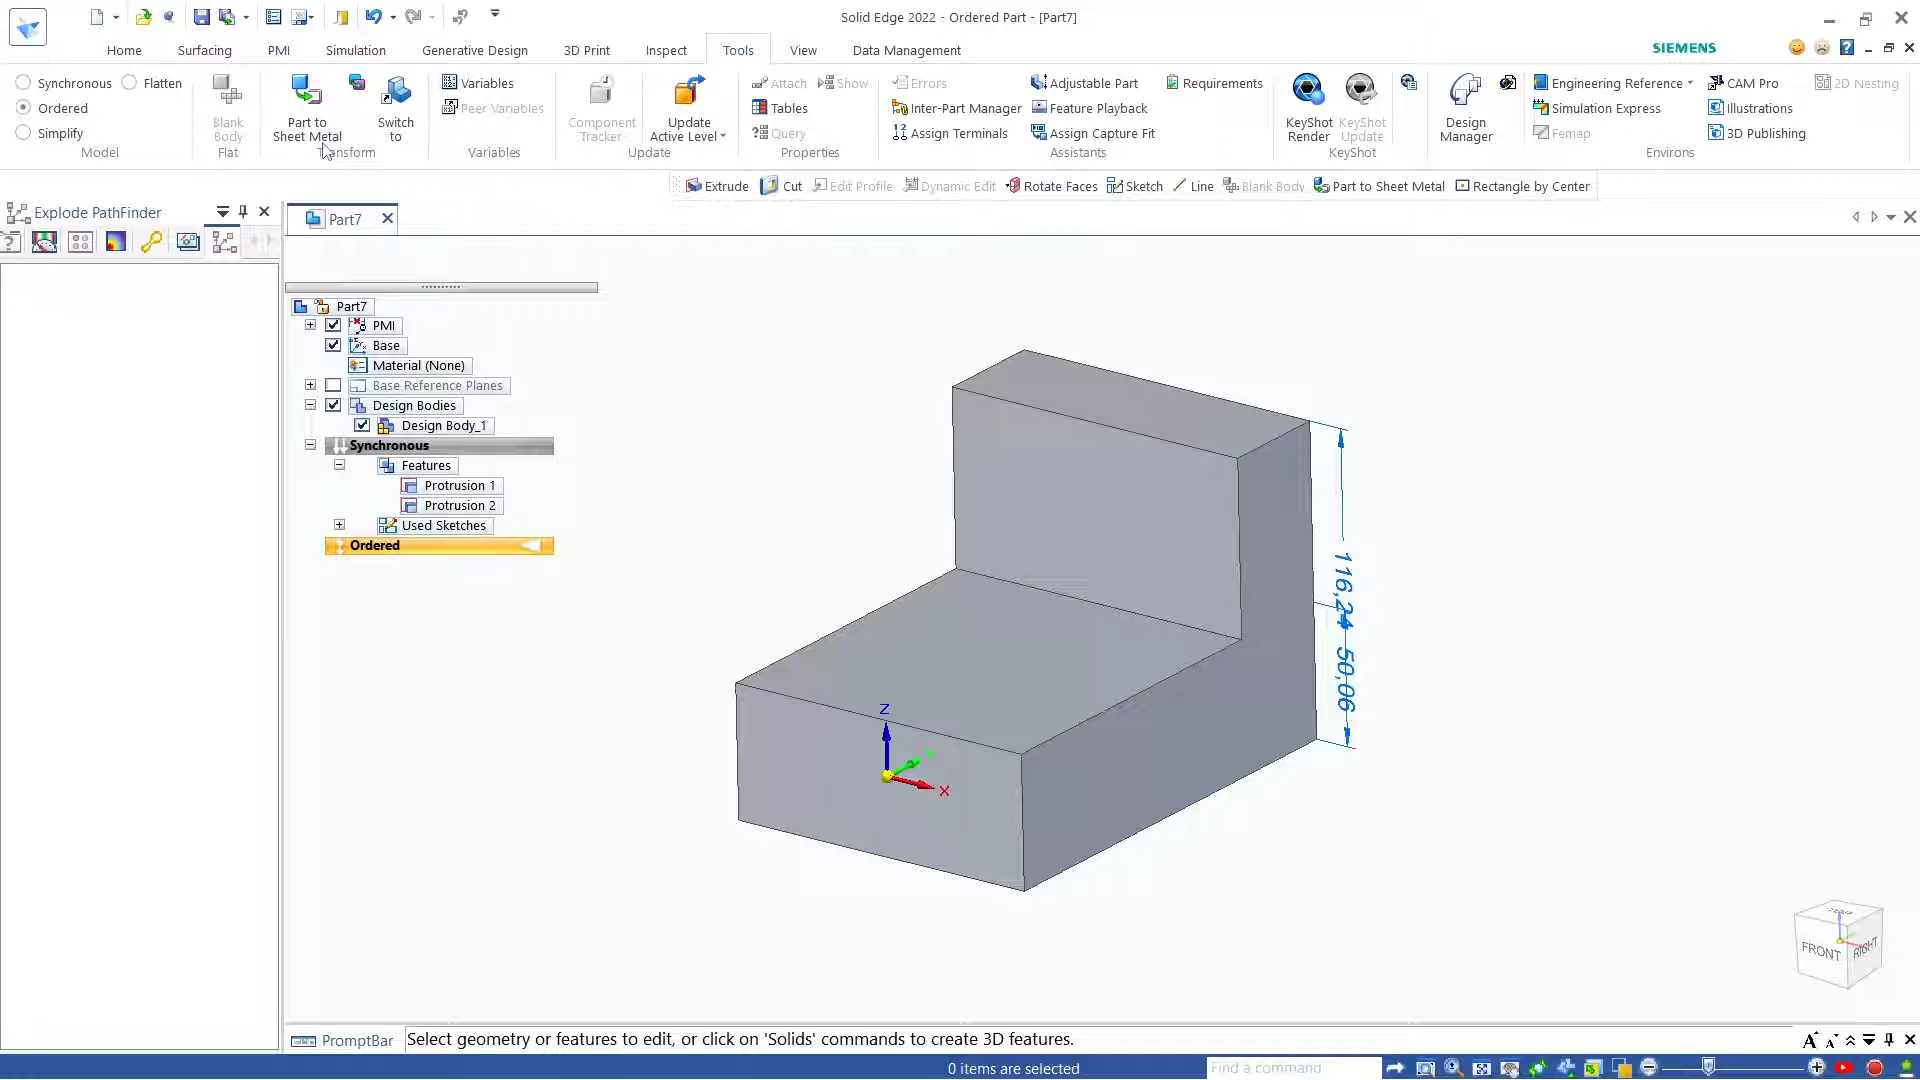 Solid Edge 2022 - Ordered Part - [Part7]
Home Surfacing PMI Simulation Generative Design 3D Print Inspect Tools View Data Management SIEMENS
Synchronous Flatten
Ordered
Simplify
Model
Blank Body
Flat
Part to Sheet Metal
Switch to
Transform
Variables
Peer Variables
Variables
Component Tracker
Update Active Level
Update
Attach Show
Tables
Query
Properties
Errors Adjustable Part Requirements
Inter-Part Manager Feature Playback
Assign Terminals Assign Capture Fit
Assistants
KeyShot Render
KeyShot Update
KeyShot
Design Manager
Engineering Reference CAM Pro 2D Nesting
Simulation Express Illustrations
Femap 3D Publishing
Environs
Extrude Cut Edit Profile Dynamic Edit Rotate Faces Sketch Line Blank Body Part to Sheet Metal Rectangle by Center
Explode PathFinder
Part7
Part7
PMI
Base
Material (None)
Base Reference Planes
Design Bodies
Design Body_1
Synchronous
Features
Protrusion 1
Protrusion 2
Used Sketches
Ordered
116,24
50,06
Z
X
FRONT
RIGHT
PromptBar Select geometry or features to edit, or click on 'Solids' commands to create 3D features.
0 items are selected
Find a command